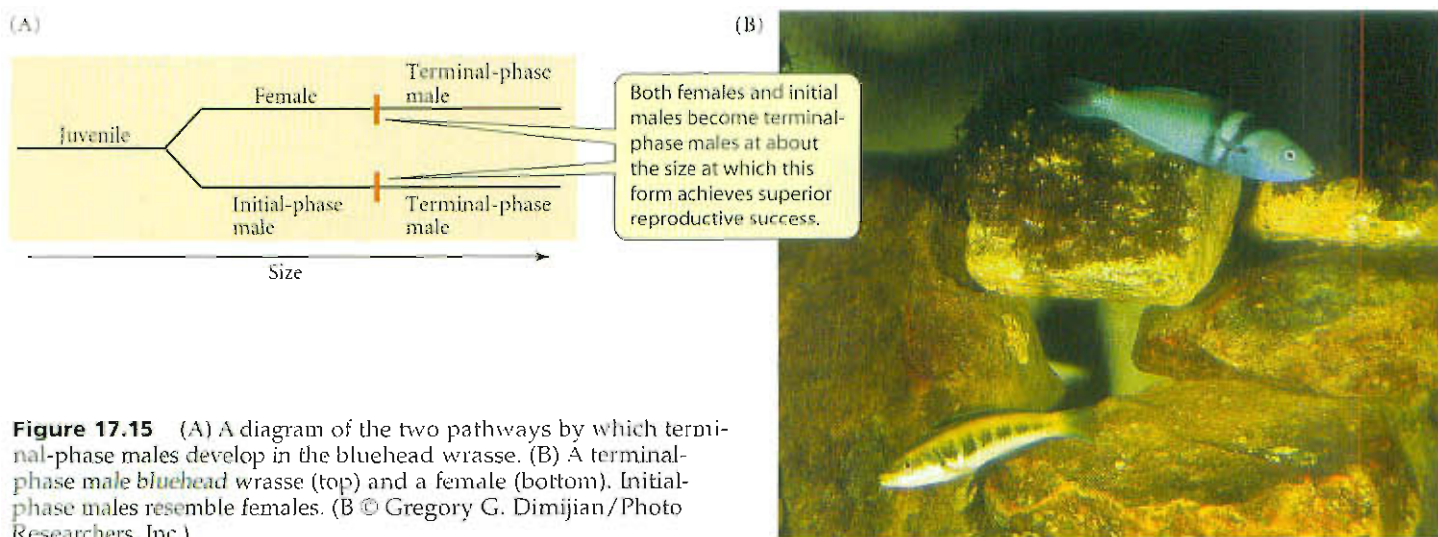 (A)
Juvenile
Female
Terminal-phase
male
Initial-phase
male
Terminal-phase
male
Size
Both females and initial
males become terminal-
phase males at about
the size at which this
form achieves superior
reproductive success.
(B)
Figure 17.15 (A) A diagram of the two pathways by which termi-
nal-phase males develop in the bluehead wrasse. (B) A terminal-
phase male bluehead wrasse (top) and a female (bottom). Initial-
phase males resemble females. (B © Gregory G. Dimijian/Photo
Researchers, Inc.)